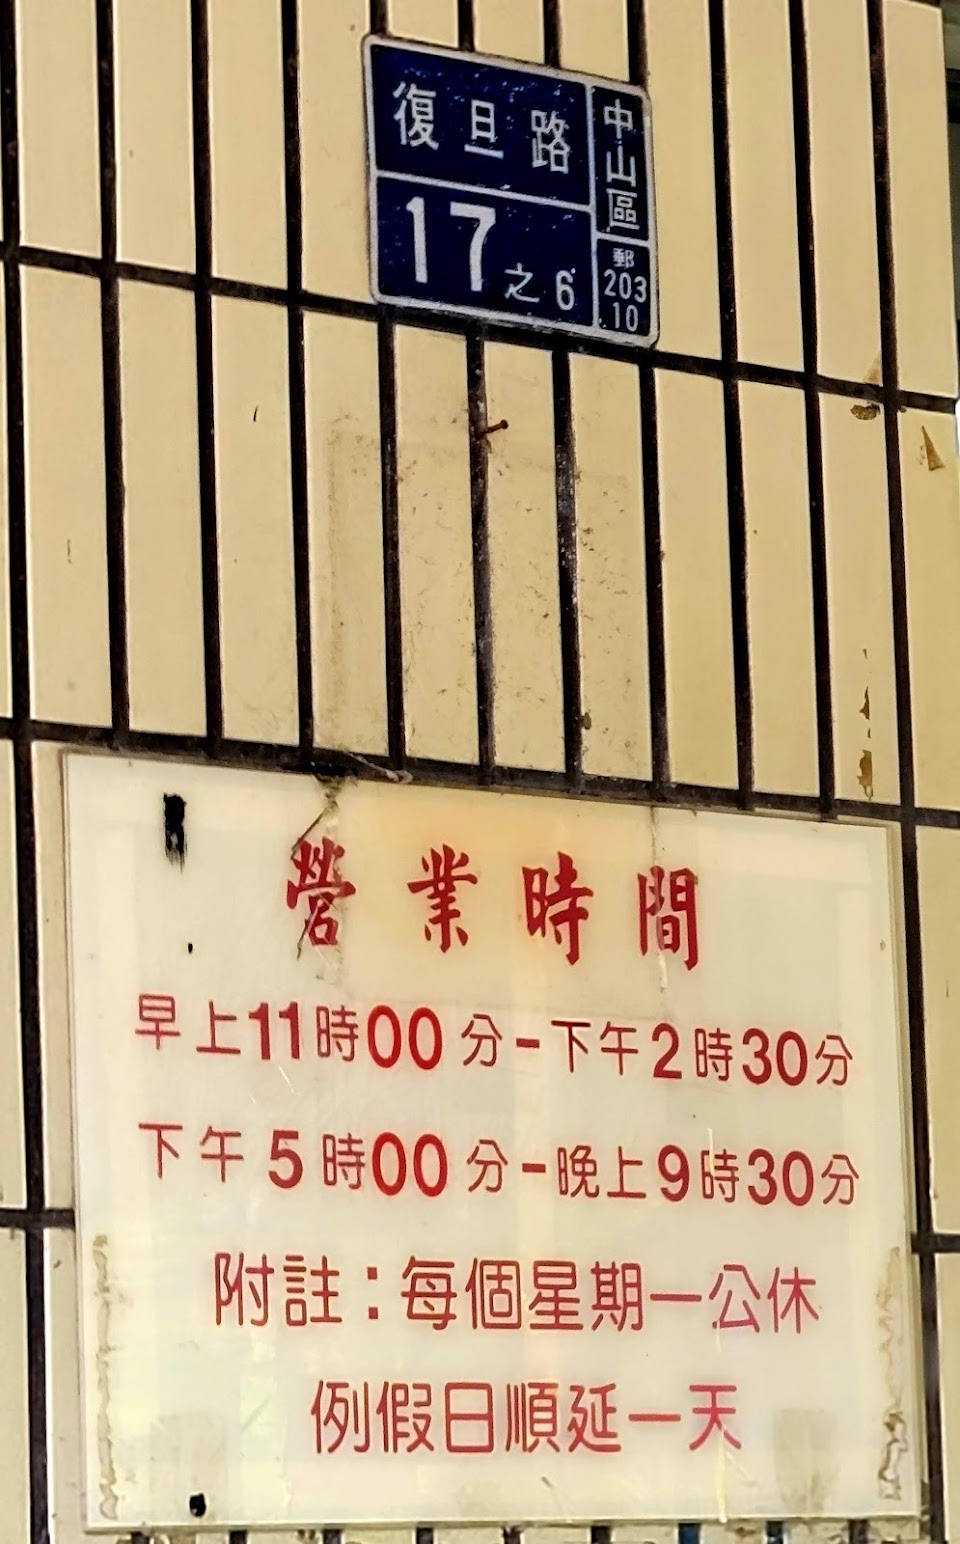 復旦路
17之6
中山區
郵
203
10
營業時間
早上11時00分-下午2時30分
下午5時00分-晚上9時30分
附註:每個星期一公休
例假日順延一天